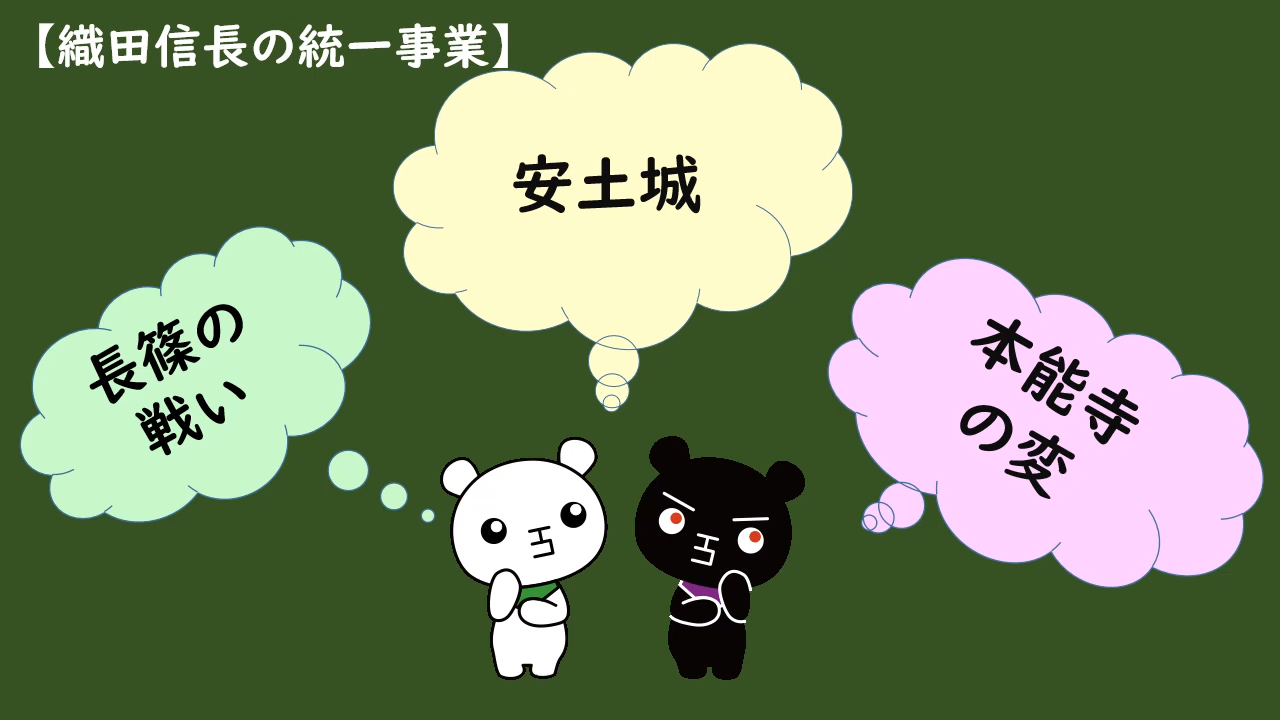 【織田信長の統一事業】
安土城
長篠の
戦い
本能寺
の変